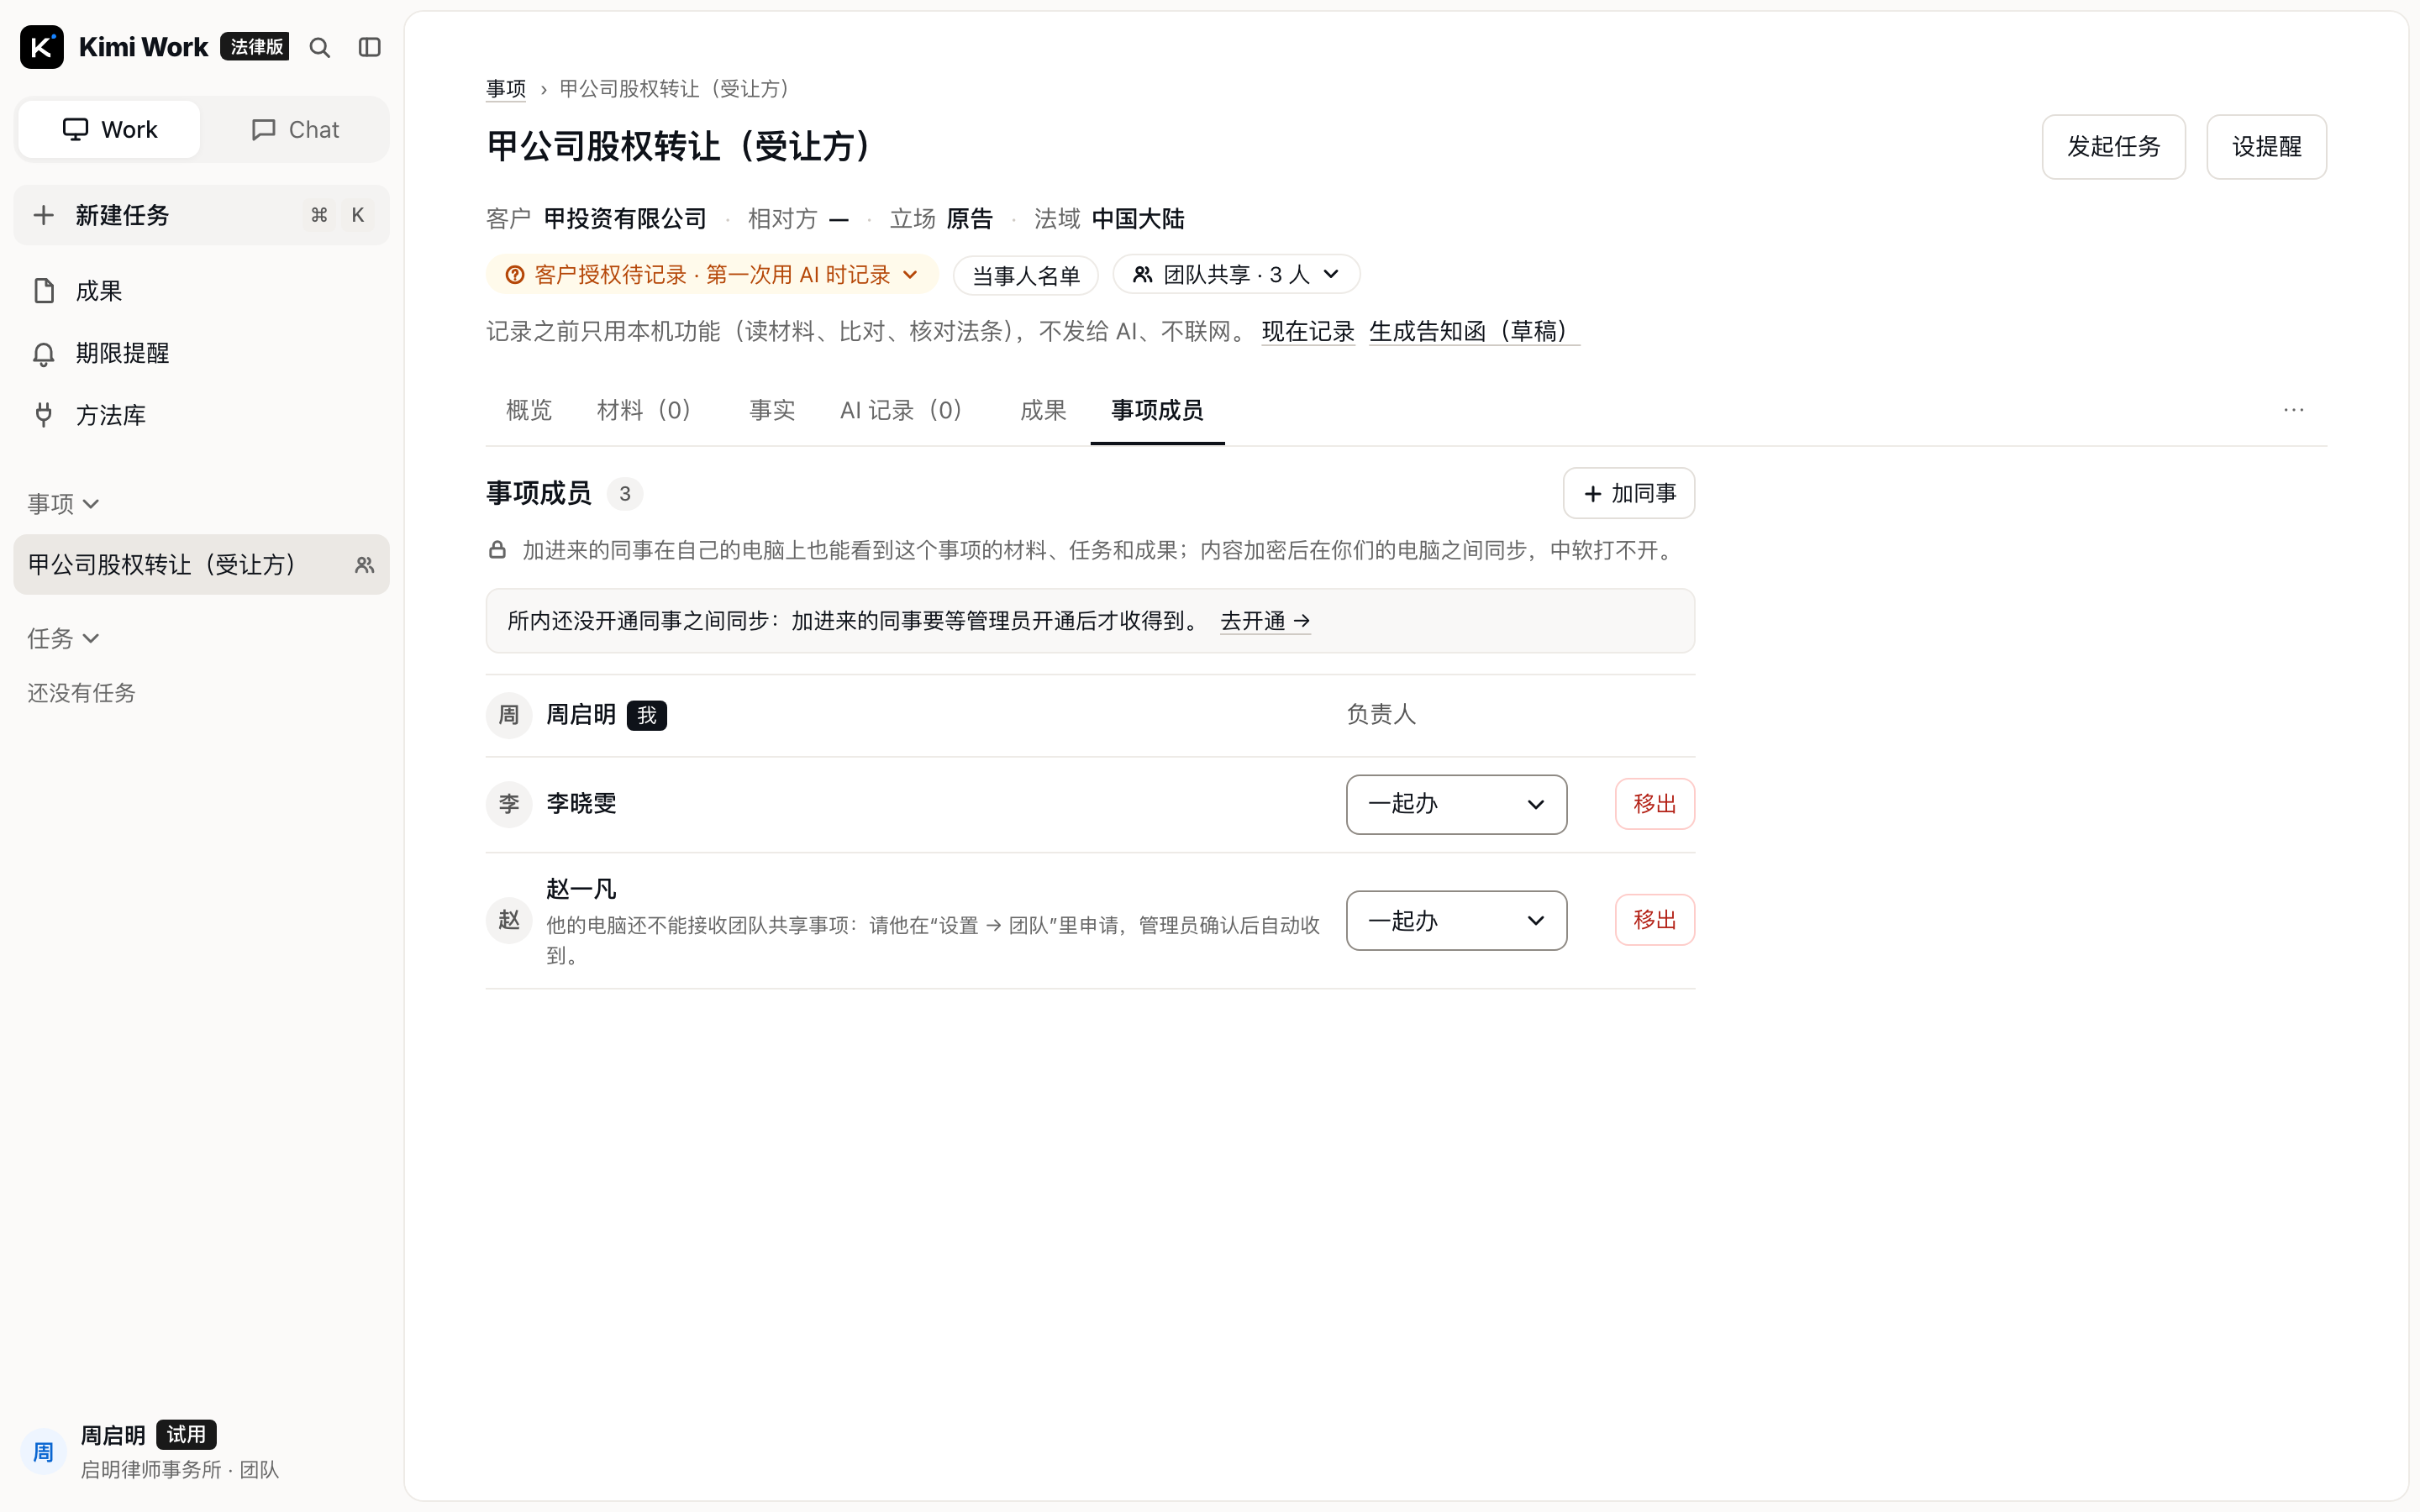 Kimi Work 法律版
Work
Chat
新建任务 ⌘ K
成果
期限提醒
方法库
事项
甲公司股权转让（受让方）
任务
还没有任务
周 周启明 试用
启明律师事务所 · 团队
事项 › 甲公司股权转让（受让方）
甲公司股权转让（受让方）
发起任务
设提醒
客户 甲投资有限公司 · 相对方 — · 立场 原告 · 法域 中国大陆
客户授权待记录 · 第一次用 AI 时记录
当事人名单
团队共享 · 3 人
记录之前只用本机功能（读材料、比对、核对法条），不发给 AI、不联网。 现在记录 生成告知函（草稿）
概览 材料（0） 事实 AI 记录（0） 成果 事项成员 ···
事项成员 3
+ 加同事
加进来的同事在自己的电脑上也能看到这个事项的材料、任务和成果；内容加密后在你们的电脑之间同步，中软打不开。
所内还没开通同事之间同步：加进来的同事要等管理员开通后才收得到。 去开通 →
周 周启明 我 负责人
李 李晓雯 一起办 移出
赵 赵一凡 一起办 移出
他的电脑还不能接收团队共享事项：请他在“设置 → 团队”里申请，管理员确认后自动收
到。